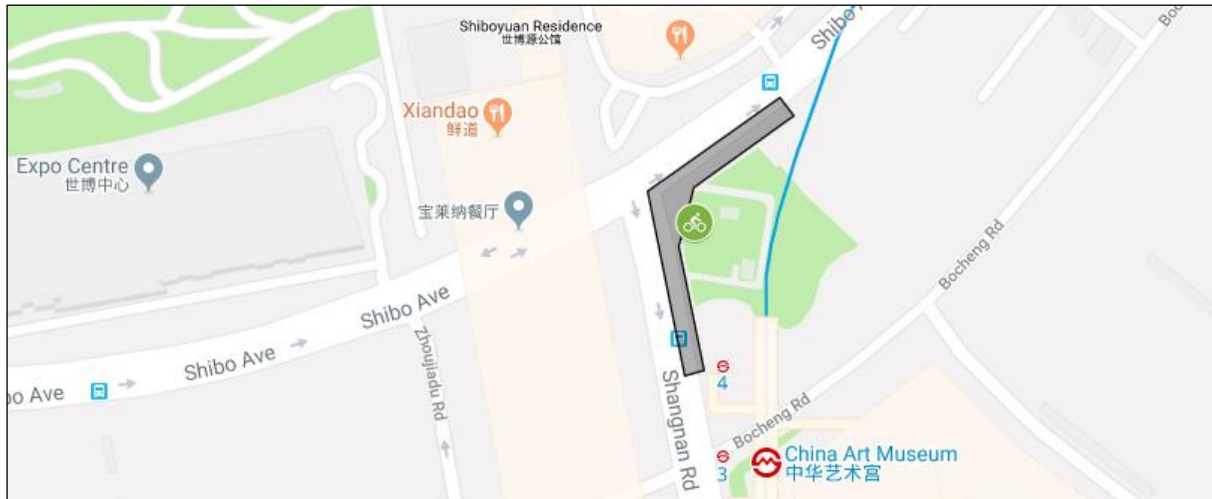 Shiboyuan Residence
世博源公馆
Shibo
Bo
Xiandao
鲜道
Expo Centre
世博中心
宝莱纳餐厅
Bocheng Rd
Shibo Ave
Shibo Ave
bo Ave
Zhoujiadu Rd
Shangnan Rd
4
Bocheng Rd
3
China Art Museum
中华艺术宫